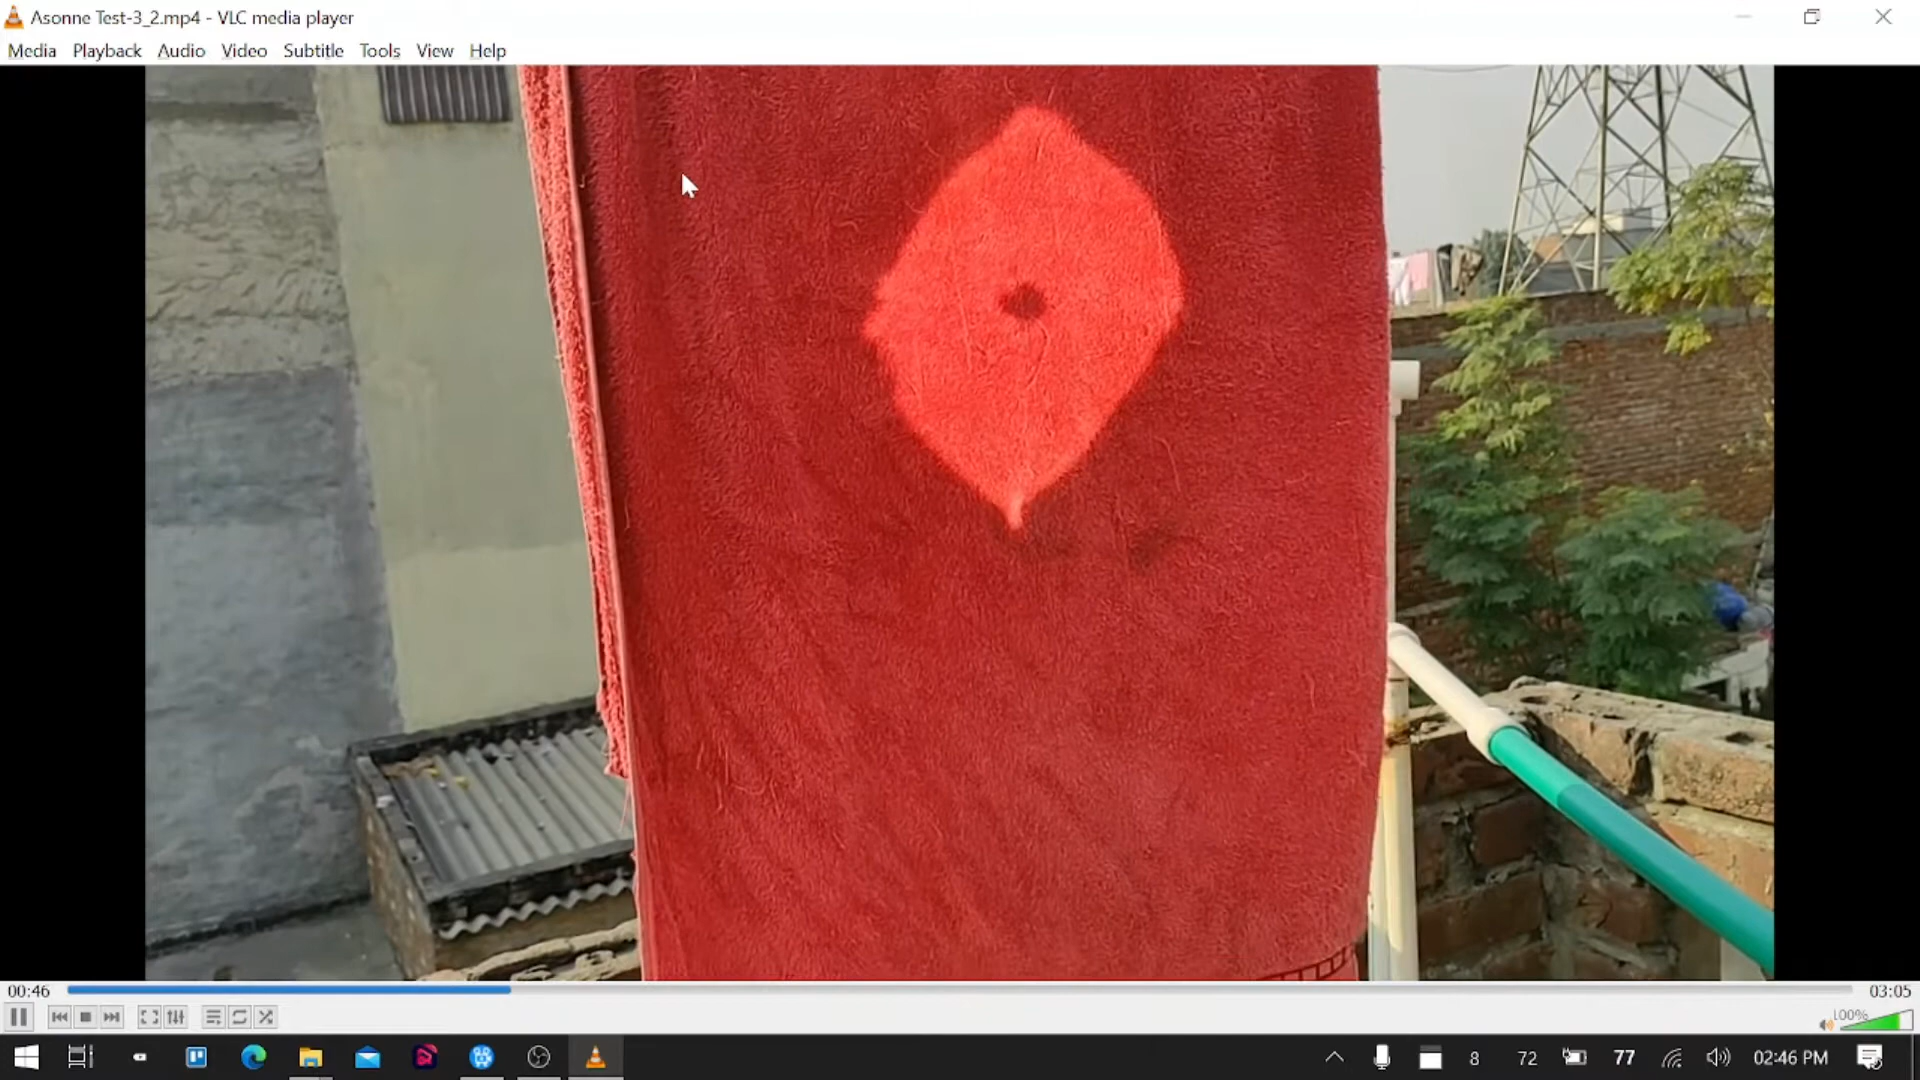 Asonne Test-3_2.mp4 - VLC media player
Media Playback Audio Video Subtitle Tools View Help
00:46
03:05
100%
8 72 77 02:46 PM